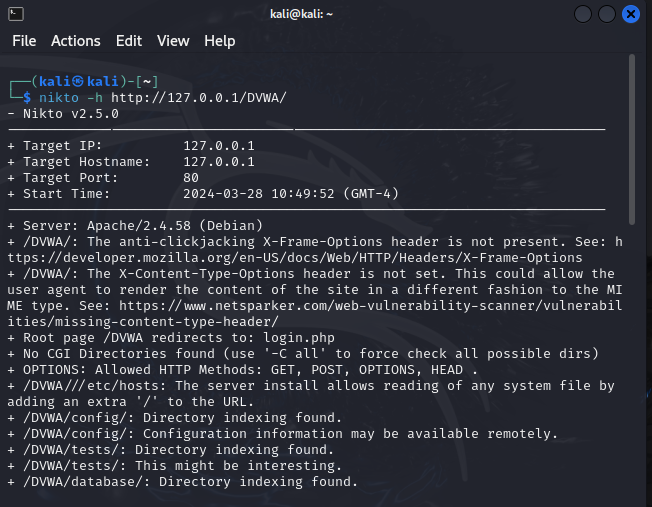 kali@kali: ~
File Actions Edit View Help
┌──(kali㉿kali)-[~]
└─$ nikto -h http://127.0.0.1/DVWA/
- Nikto v2.5.0
+ Target IP: 127.0.0.1
+ Target Hostname: 127.0.0.1
+ Target Port: 80
+ Start Time: 2024-03-28 10:49:52 (GMT-4)
+ Server: Apache/2.4.58 (Debian)
+ /DVWA/: The anti-clickjacking X-Frame-Options header is not present. See: h
ttps://developer.mozilla.org/en-US/docs/Web/HTTP/Headers/X-Frame-Options
+ /DVWA/: The X-Content-Type-Options header is not set. This could allow the
user agent to render the content of the site in a different fashion to the MI
ME type. See: https://www.netsparker.com/web-vulnerability-scanner/vulnerabil
ities/missing-content-type-header/
+ Root page /DVWA redirects to: login.php
+ No CGI Directories found (use '-C all' to force check all possible dirs)
+ OPTIONS: Allowed HTTP Methods: GET, POST, OPTIONS, HEAD .
+ /DVWA///etc/hosts: The server install allows reading of any system file by
adding an extra '/' to the URL.
+ /DVWA/config/: Directory indexing found.
+ /DVWA/config/: Configuration information may be available remotely.
+ /DVWA/tests/: Directory indexing found.
+ /DVWA/tests/: This might be interesting.
+ /DVWA/database/: Directory indexing found.